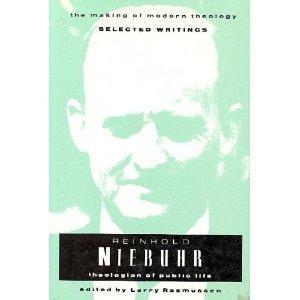 the making of modern theology
SELECTED WRITINGS
REINHOLD
NIEBUHR
theologian of public life
edited by Larry Rasmussen